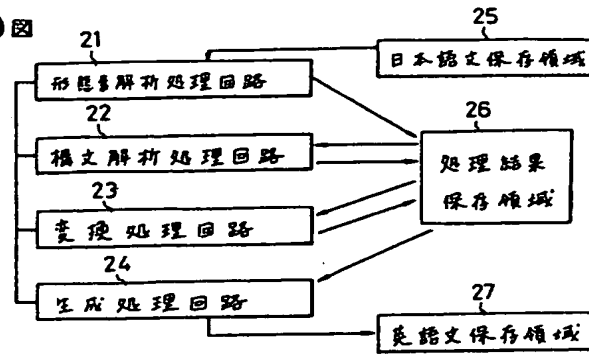 図
21
形態素解析処理回路
22
構文解析処理回路
23
変換処理回路
24
生成処理回路
25
日本語文保存領域
26
処理結果
保存領域
27
英語文保存領域